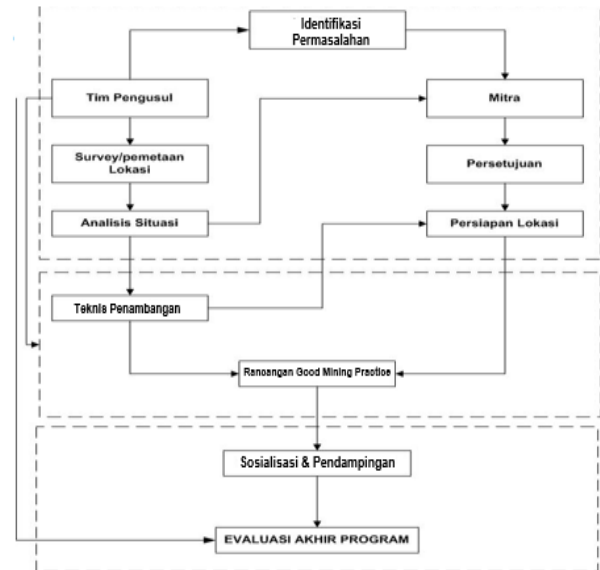 Identifikasi
Permasalahan
Tim Pengusul
Mitra
Survey/pemetaan
Lokasi
Persetujuan
Analisis Situasi
Persiapan Lokasi
Teknis Penambangan
Rancangan Good Mining Practice
Sosialisasi & Pendampingan
EVALUASI AKHIR PROGRAM